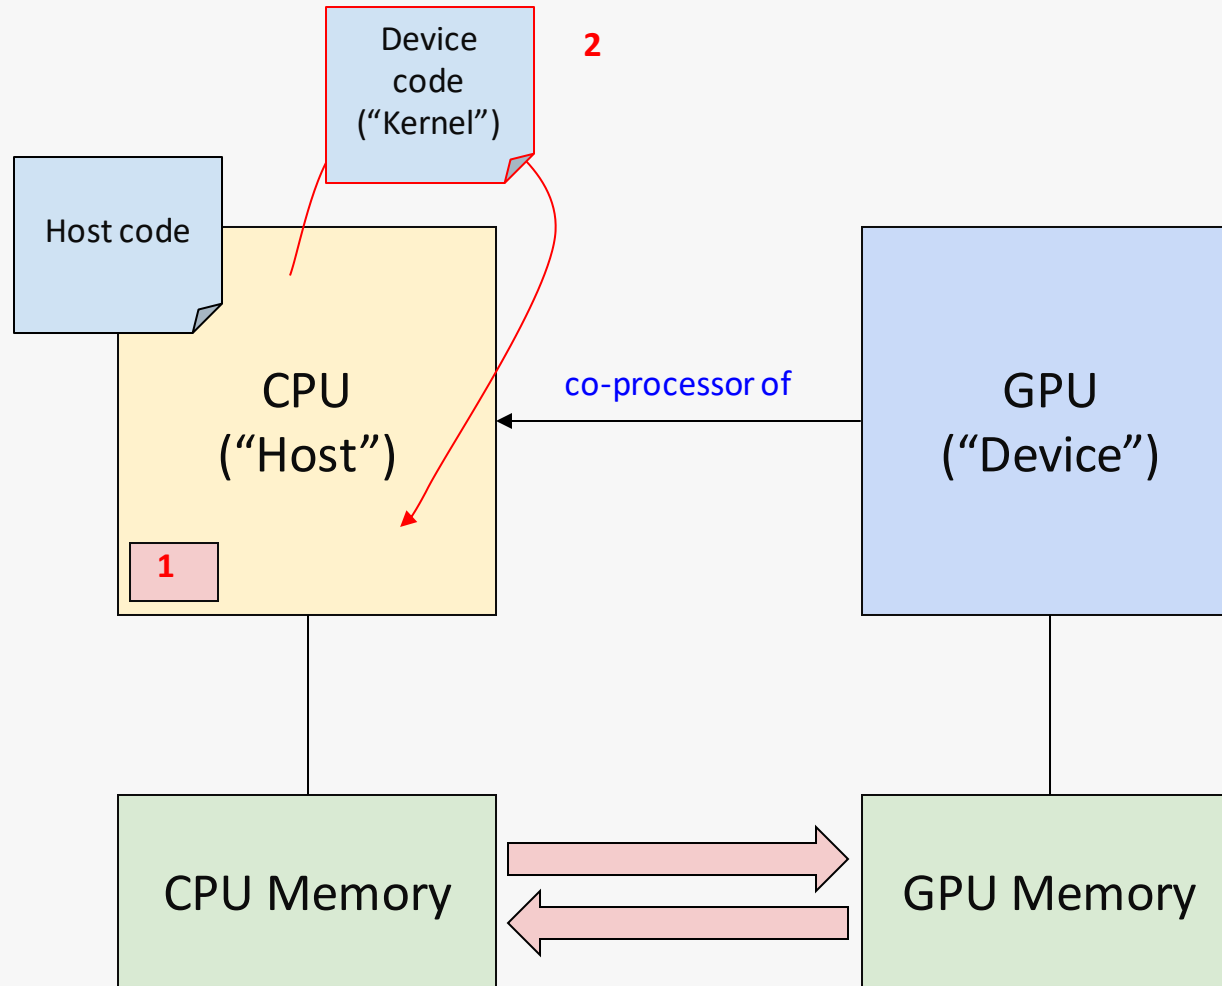 Device
code
(“Kernel”)
2
Host code
CPU
(“Host”)
co-processor of
GPU
(“Device”)
1
CPU Memory
GPU Memory